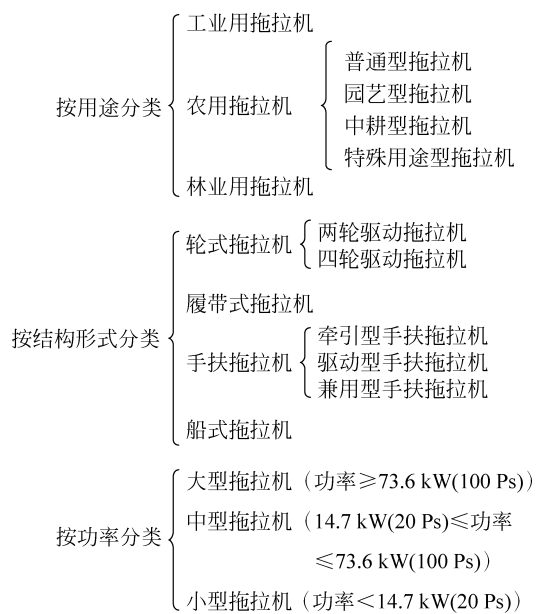 按用途分类
工业用拖拉机
农用拖拉机
普通型拖拉机
园艺型拖拉机
中耕型拖拉机
特殊用途型拖拉机
林业用拖拉机
按结构形式分类
轮式拖拉机
两轮驱动拖拉机
四轮驱动拖拉机
履带式拖拉机
手扶拖拉机
牵引型手扶拖拉机
驱动型手扶拖拉机
兼用型手扶拖拉机
船式拖拉机
按功率分类
大型拖拉机（功率≥73.6 kW(100 Ps)）
中型拖拉机（14.7 kW(20 Ps)≤功率
≤73.6 kW(100 Ps)）
小型拖拉机（功率＜14.7 kW(20 Ps)）